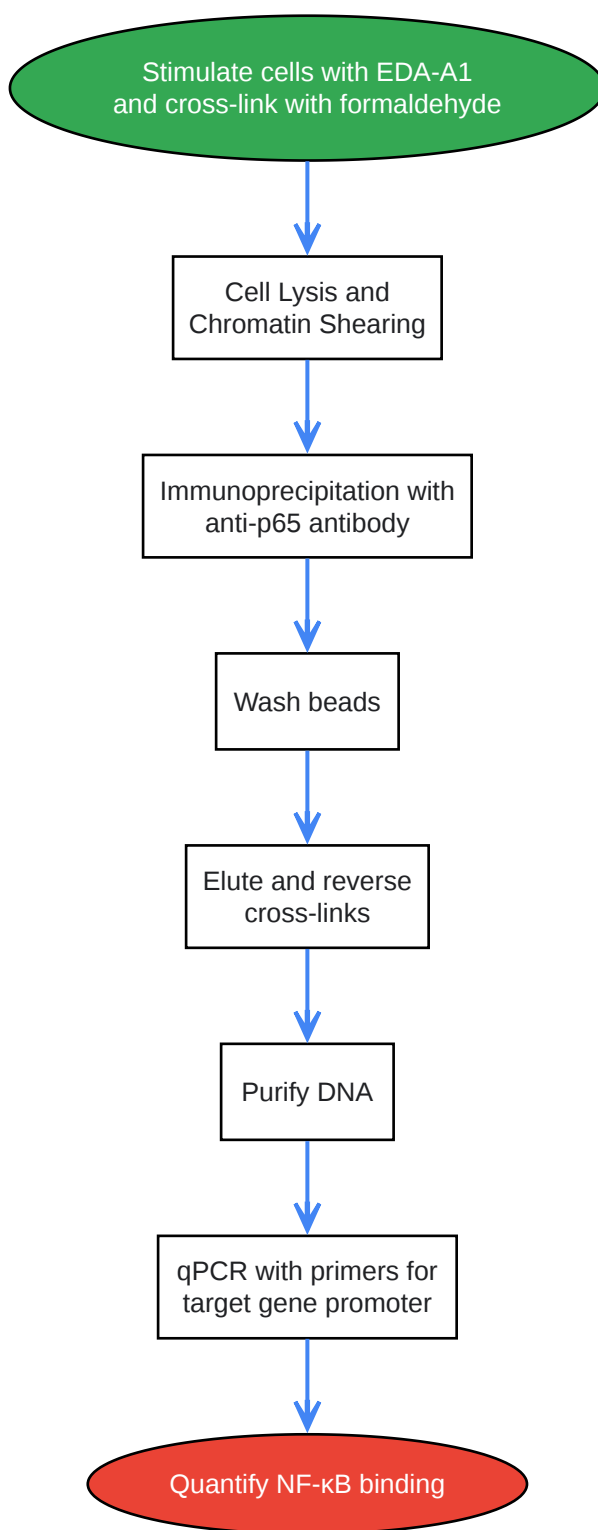 Stimulate cells with EDA-A1
and cross-link with formaldehyde
Cell Lysis and
Chromatin Shearing
Immunoprecipitation with
anti-p65 antibody
Wash beads
Elute and reverse
cross-links
Purify DNA
qPCR with primers for
target gene promoter
Quantify NF-κB binding